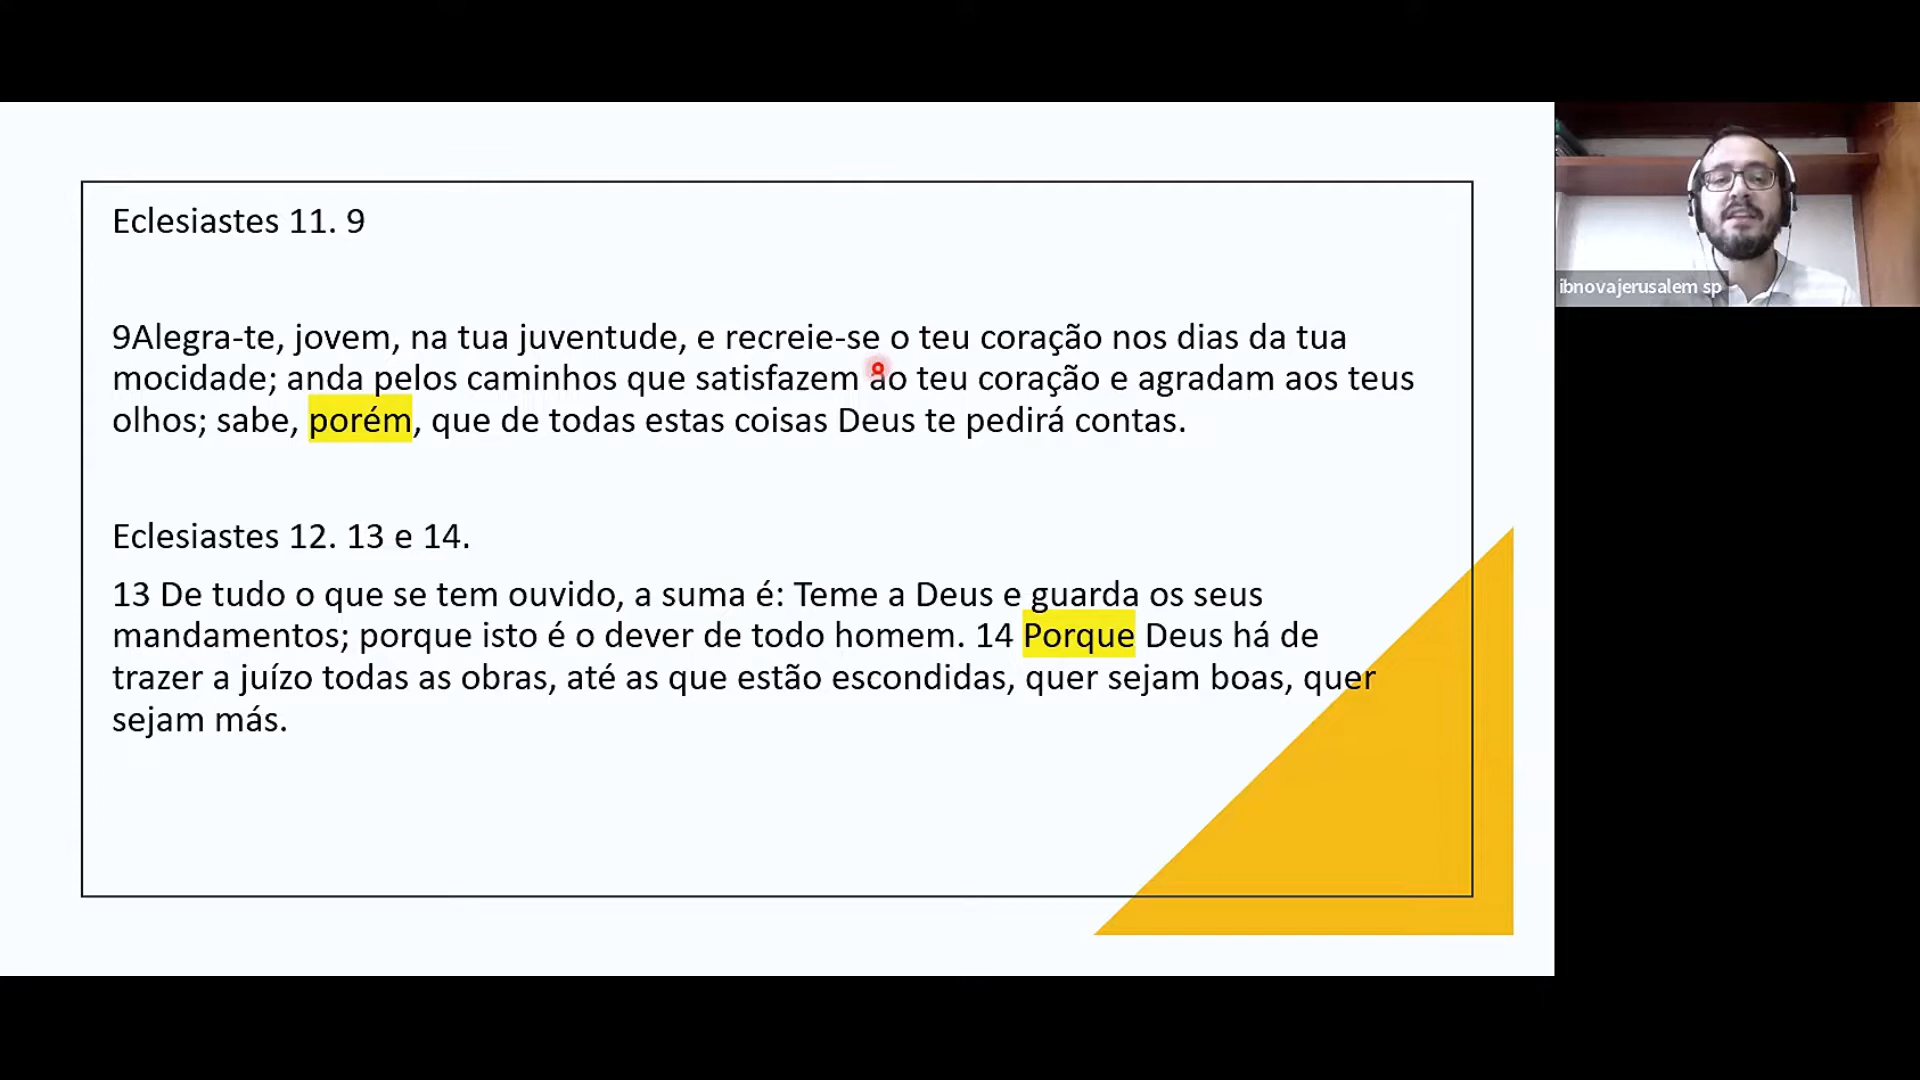 Eclesiastes 11. 9
9Alegra-te, jovem, na tua juventude, e recreie-se o teu coração nos dias da tua
mocidade; anda pelos caminhos que satisfazem ao teu coração e agradam aos teus
olhos; sabe, porém, que de todas estas coisas Deus te pedirá contas.
Eclesiastes 12. 13 e 14.
13 De tudo o que se tem ouvido, a suma é: Teme a Deus e guarda os seus
mandamentos; porque isto é o dever de todo homem. 14 Porque Deus há de
trazer a juízo todas as obras, até as que estão escondidas, quer sejam boas, quer
sejam más.
ibnovajerusalem sp